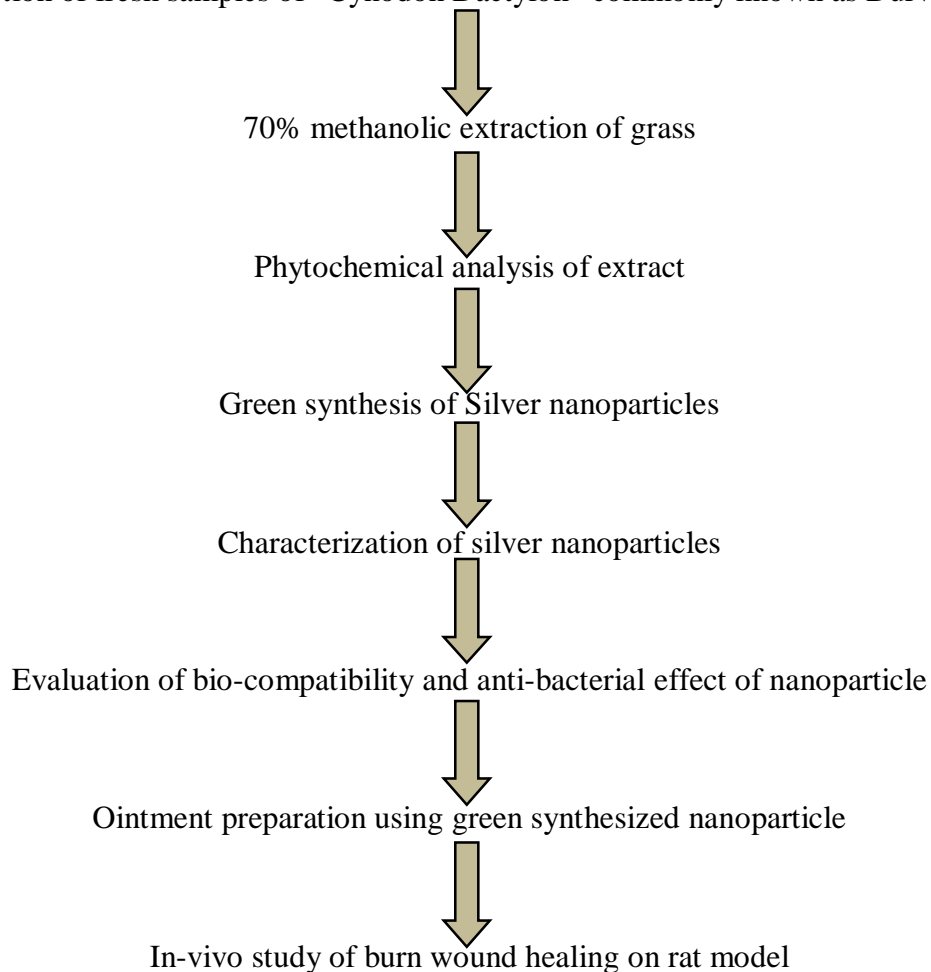 of fresh samples of "Cynodon Dactylon" commonly known as
70% methanolic extraction of grass
Phytochemical analysis of extract
Green synthesis of Silver nanoparticles
Characterization of silver nanoparticles
Evaluation of bio-compatibility and anti-bacterial effect of nanoparticle
Ointment preparation using green synthesized nanoparticle
In-vivo study of burn wound healing on rat model